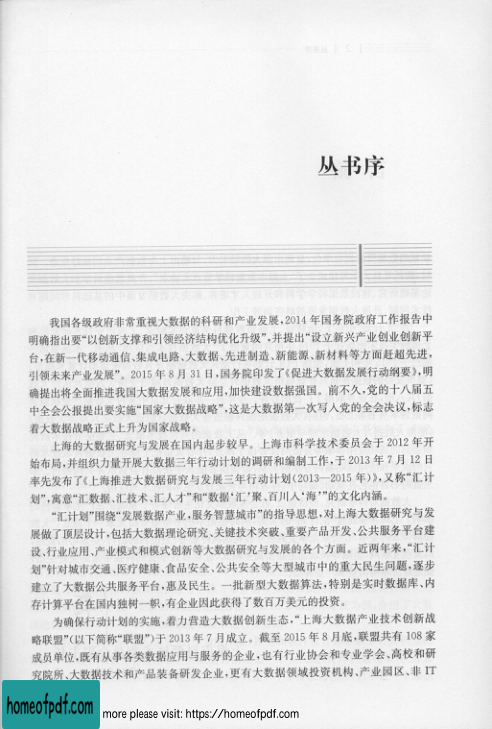 丛书序
我国各级政府非常重视大数据的科研和产业发展,2014 年国务院政府工作报告中
明确指出要“以创新支撑和引领经济结构优化升级”,并提出“设立新兴产业创业创新平
台,在新一代移动通信、集成电路、大数据、先进制造、新能源、新材料等方面赶超先进,
引领未来产业发展”。2015 年 8 月 31 日,国务院印发了《促进大数据发展行动纲要》,明
确提出将全面推进我国大数据发展和应用,加快建设数据强国。前不久,党的十八届五
中全会公报提出要实施“国家大数据战略”,这是大数据第一次写入党的全会决议,标志
着大数据战略正式上升为国家战略。
上海的大数据研究与发展在国内起步较早。上海市科学技术委员会于 2012 年开
始布局,并组织力量开展大数据三年行动计划的调研和编制工作,于 2013 年 7 月 12 日
率先发布了《上海推进大数据研究与发展三年行动计划(2013—2015 年)》,又称“汇计
划”,寓意“汇数据、汇技术、汇人才”和“数据‘汇’聚、百川入‘海’”的文化内涵。
“汇计划”围绕“发展数据产业,服务智慧城市”的指导思想,对上海大数据研究与发
展做了顶层设计,包括大数据理论研究、关键技术突破、重要产品开发、公共服务平台建
设、行业应用、产业模式和模式创新等大数据研究与发展的各个方面。近两年来,“汇计
划”针对城市交通、医疗健康、食品安全、公共安全等大型城市中的重大民生问题,逐步
建立了大数据公共服务平台,惠及民生。一批新型大数据算法,特别是实时数据库、内
存计算平台在国内独树一帜,有企业因此获得了数百万美元的投资。
为确保行动计划的实施,着力营造大数据创新生态,“上海大数据产业技术创新战
略联盟”(以下简称“联盟”)于 2013 年 7 月成立。截至 2015 年 8 月底,联盟共有 108 家
成员单位,既有从事各类数据应用与服务的企业,也有行业协会和专业学会、高校和研
究院所、大数据技术和产品装备研发企业,更有大数据领域投资机构、产业园区、非 IT
homeofpdf.com
more please visit: https://homeofpdf.com